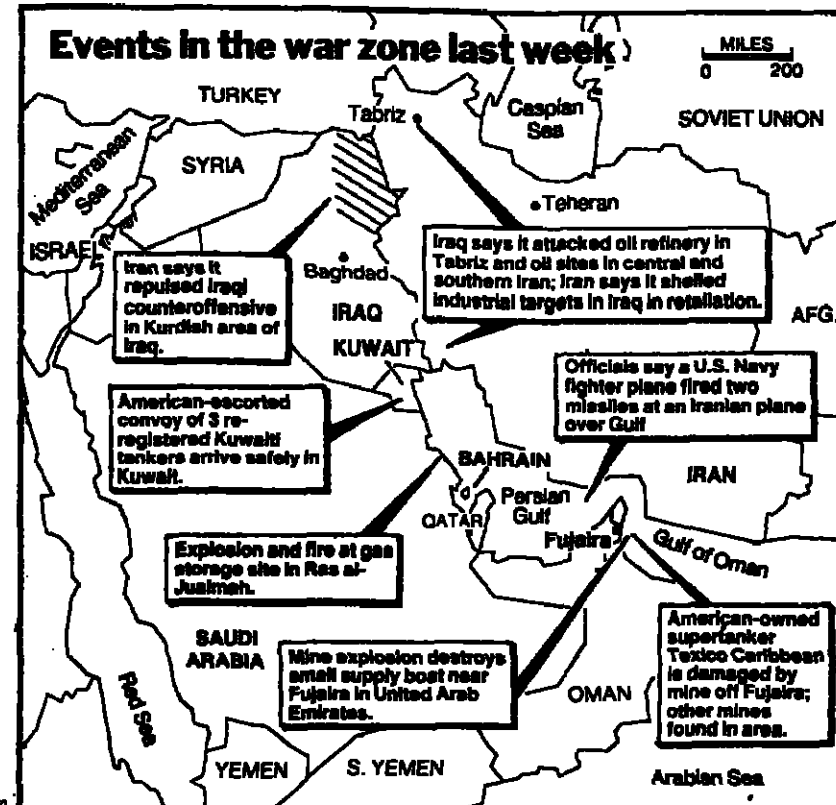 Events in the war zone last week
MILES
0 200
TURKEY
Tabriz
Caspian
Sea
SOVIET UNION
Mediterranean
Sea
SYRIA
Teheran
ISRAEL
Baghdad
IRAQ
KUWAIT
AFG.
Iran says it
repulsed Iraqi
counteroffensive
in Kurdish area of
Iraq.
Iraq says it attacked oil refinery in
Tabriz and oil sites in central and
southern Iran; Iran says it shelled
industrial targets in Iraq in retaliation.
Officials say a U.S. Navy
fighter plane fired two
missiles at an Iranian plane
over Gulf
American-escorted
convoy of 3 re-
registered Kuwaiti
tankers arrive safely in
Kuwait.
BAHRAIN
IRAN
Persian
Gulf
QATAR
Fujaira
Gulf of Oman
Explosion and fire at gas
storage site in Ras al-
Juaimah.
SAUDI
ARABIA
Mine explosion destroys
small supply boat near
Fujaira in United Arab
Emirates.
American-owned
supertanker
Texico Caribbean
is damaged by
mine off Fujaira;
other mines
found in area.
OMAN
Red Sea
YEMEN
S. YEMEN
Arabian Sea